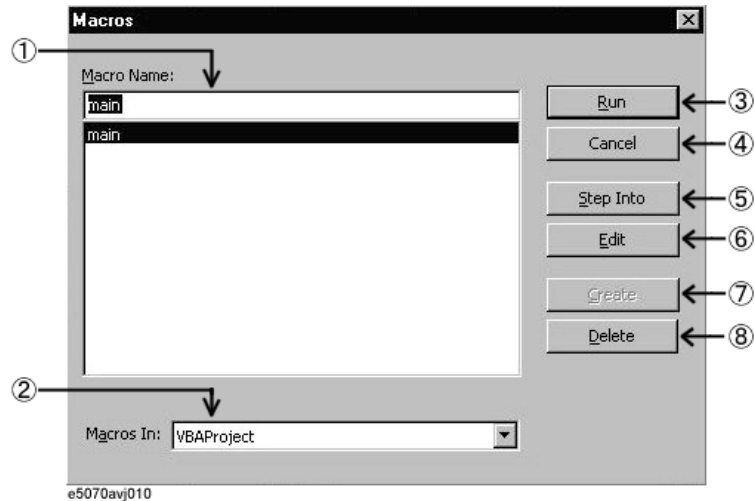 Macros
①
Macro Name:
main
main
Run
③
Cancel
④
Step Into
⑤
Edit
⑥
Create
⑦
Delete
⑧
②
Macros In:
VBAProject
e5070avj010